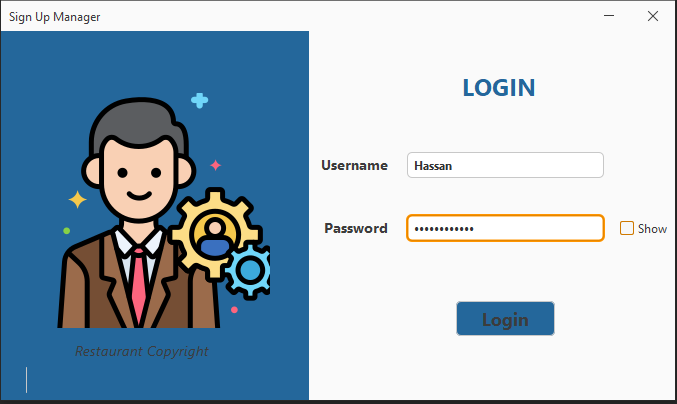 Sign Up Manager
LOGIN
Username
Hassan
Password
••••••••••••
Show
Login
Restaurant Copyright